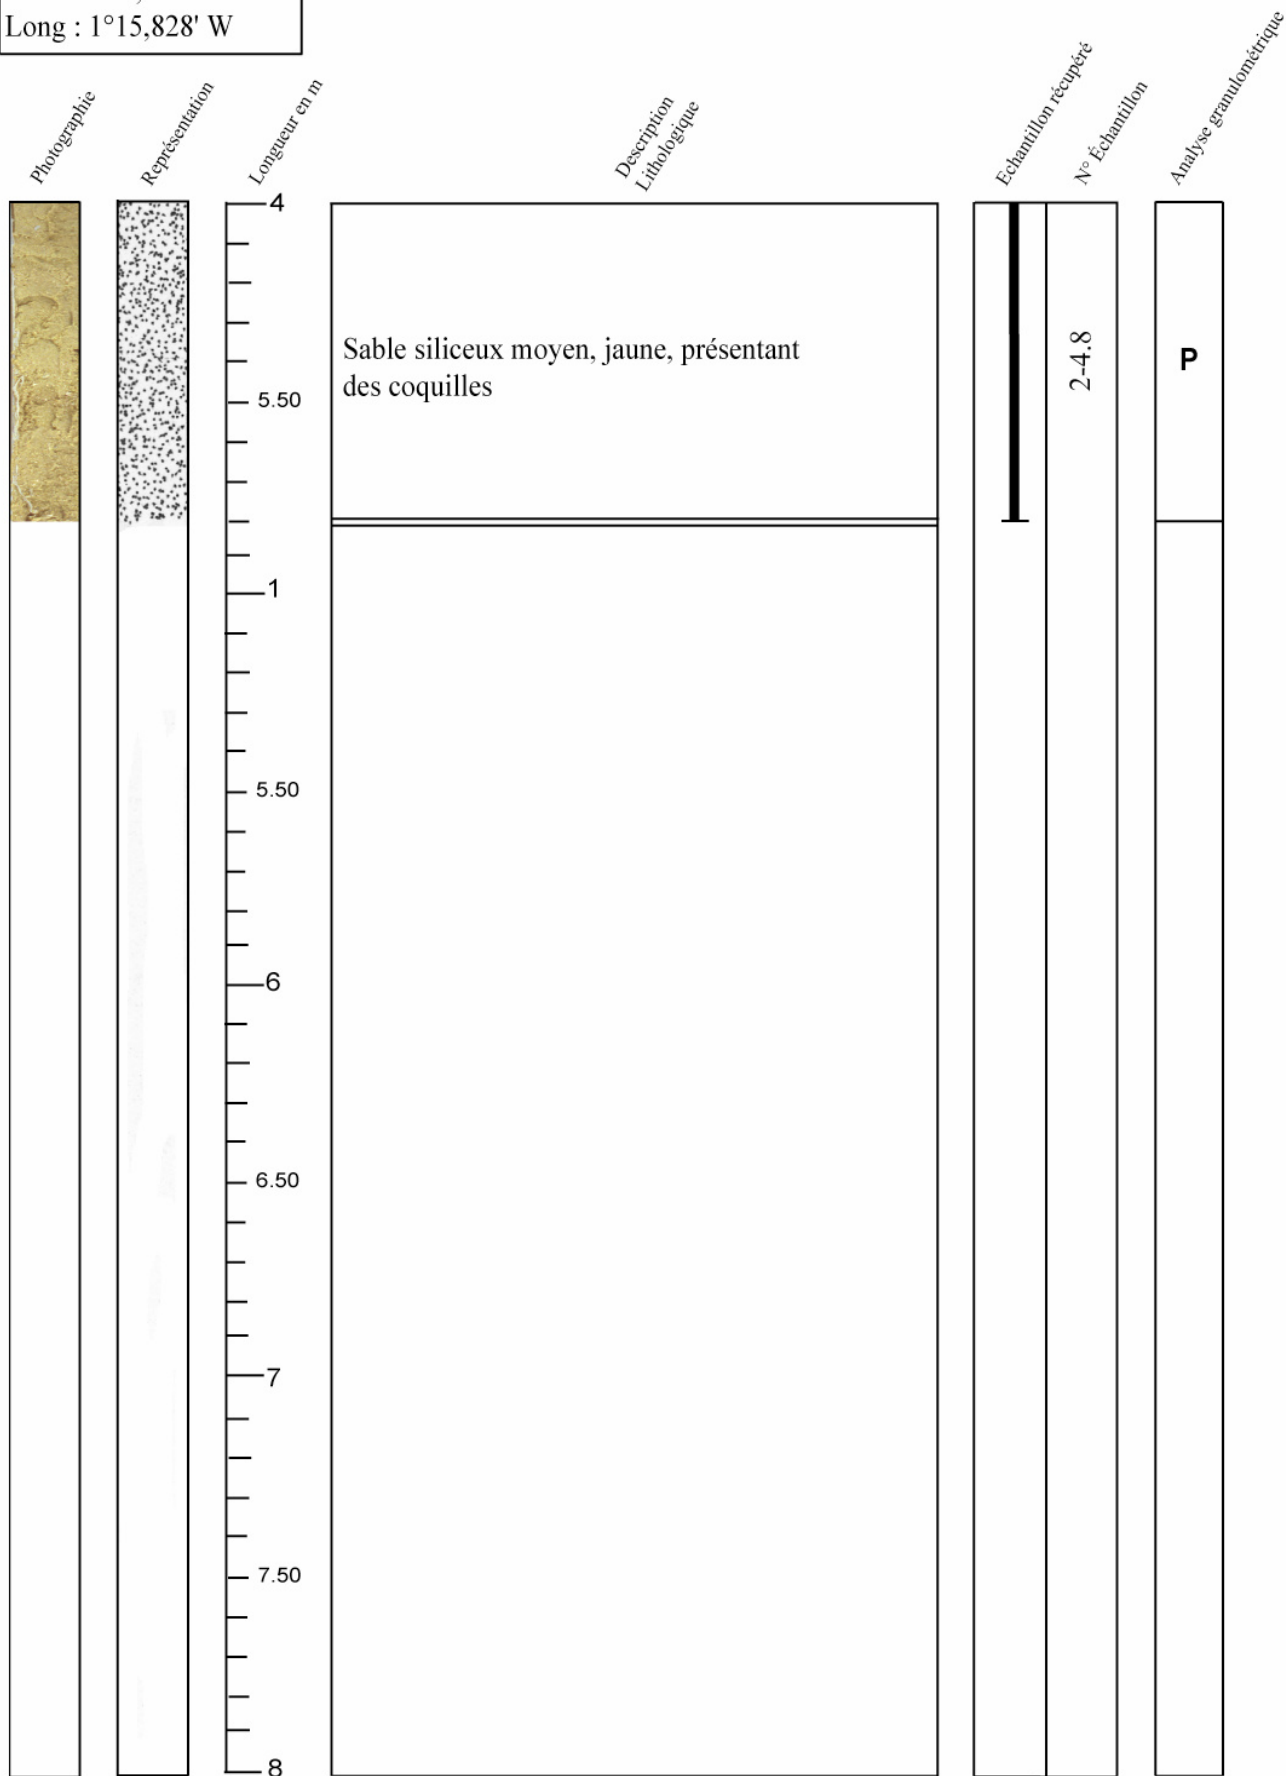 Long : 1°15,828' W
Photographie
Représentation
Longueur en m
Description
Lithologique
Echantillon récupéré
N° Échantillon
Analyse granulométrique
4
Sable siliceux moyen, jaune, présentant
des coquilles
2-4.8
P
5.50
1
5.50
6
6.50
7
7.50
8